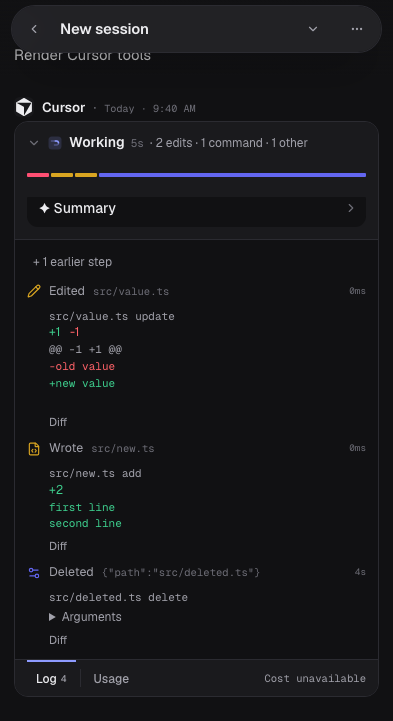 New session
Render Cursor tools
Cursor · Today · 9:40 AM
Working 5s · 2 edits · 1 command · 1 other
Summary
+ 1 earlier step
Edited src/value.ts 0ms
src/value.ts update
+1 -1
@@ -1 +1 @@
-old value
+new value
Diff
Wrote src/new.ts 0ms
src/new.ts add
+2
first line
second line
Diff
Deleted {"path":"src/deleted.ts"} 4s
src/deleted.ts delete
Arguments
Diff
Log 4 Usage Cost unavailable